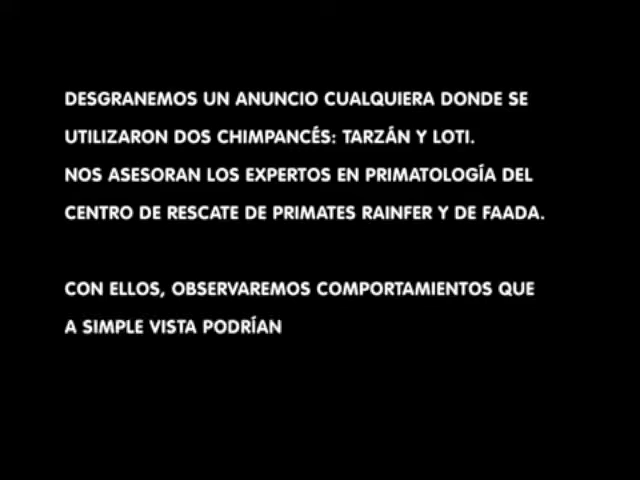 DESGRANEMOS UN ANUNCIO CUALQUIERA DONDE SE
UTILIZARON DOS CHIMPANCÉS: TARZÁN Y LOTI.
NOS ASESORAN LOS EXPERTOS EN PRIMATOLOGÍA DEL
CENTRO DE RESCATE DE PRIMATES RAINFER Y DE FAADA.
CON ELLOS, OBSERVAREMOS COMPORTAMIENTOS QUE
A SIMPLE VISTA PODRÍAN